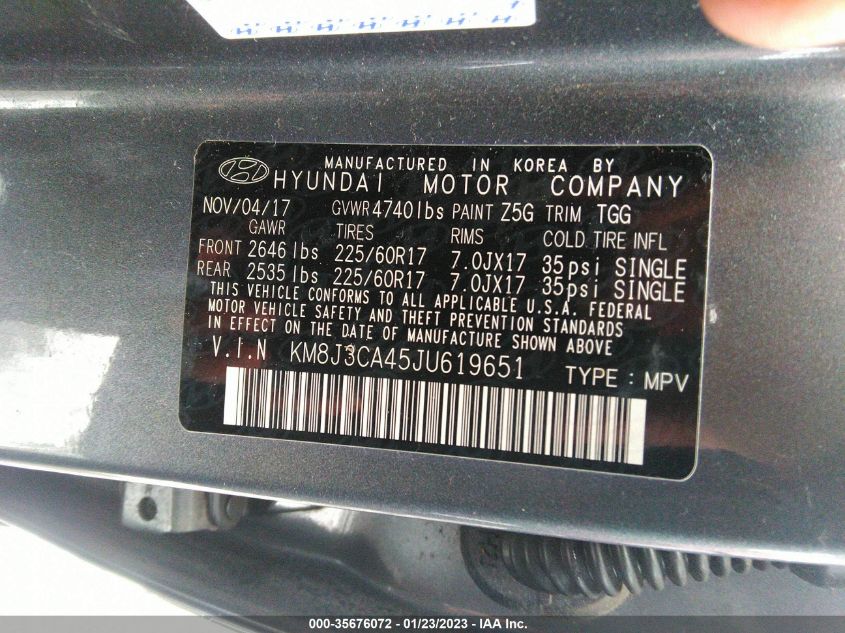 MANUFACTURED IN KOREA BY
HYUNDAI MOTOR COMPANY
NOV/04/17 GVWR 4740lbs PAINT Z5G TRIM TGG
GAWR TIRES RIMS COLD TIRE INFL
FRONT 2646 lbs 225/60R17 7.0JX17 35psi SINGLE
REAR 2535 lbs 225/60R17 7.0JX17 35psi SINGLE
THIS VEHICLE CONFORMS TO ALL APPLICABLE U.S.A. FEDERAL
MOTOR VEHICLE SAFETY AND THEFT PREVENTION STANDARDS
IN EFFECT ON THE DATE OF MANUFACTURE SHOWN ABOVE
V.I.N KM8J3CA45JU619651 TYPE : MPV
000-35676072 - 01/23/2023 - IAA Inc.